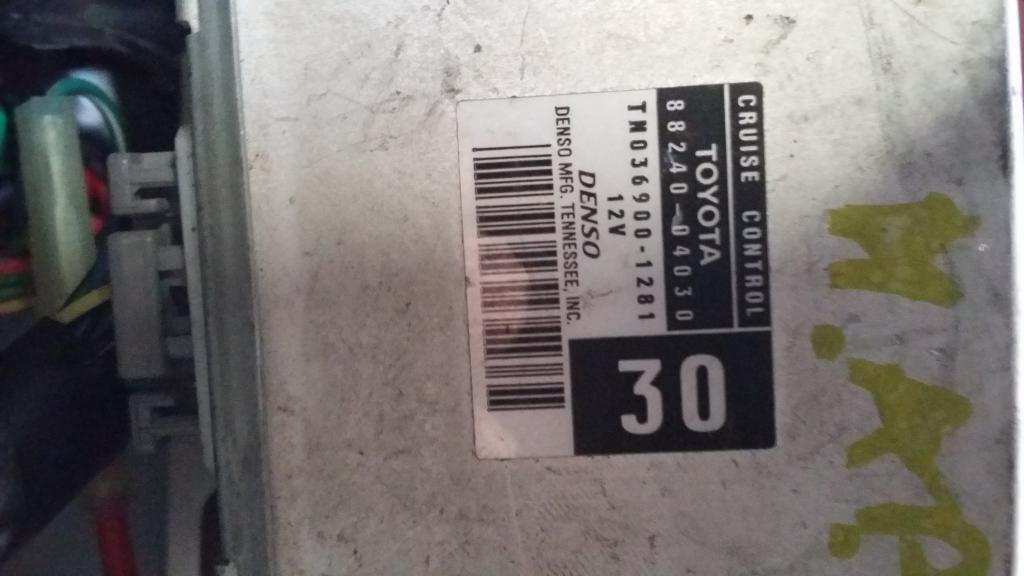 CRUISE CONTROL
TOYOTA
88240-04030
TN036900-1281
12V
DENSO
DENSO MFG. TENNESSEE, INC.
30